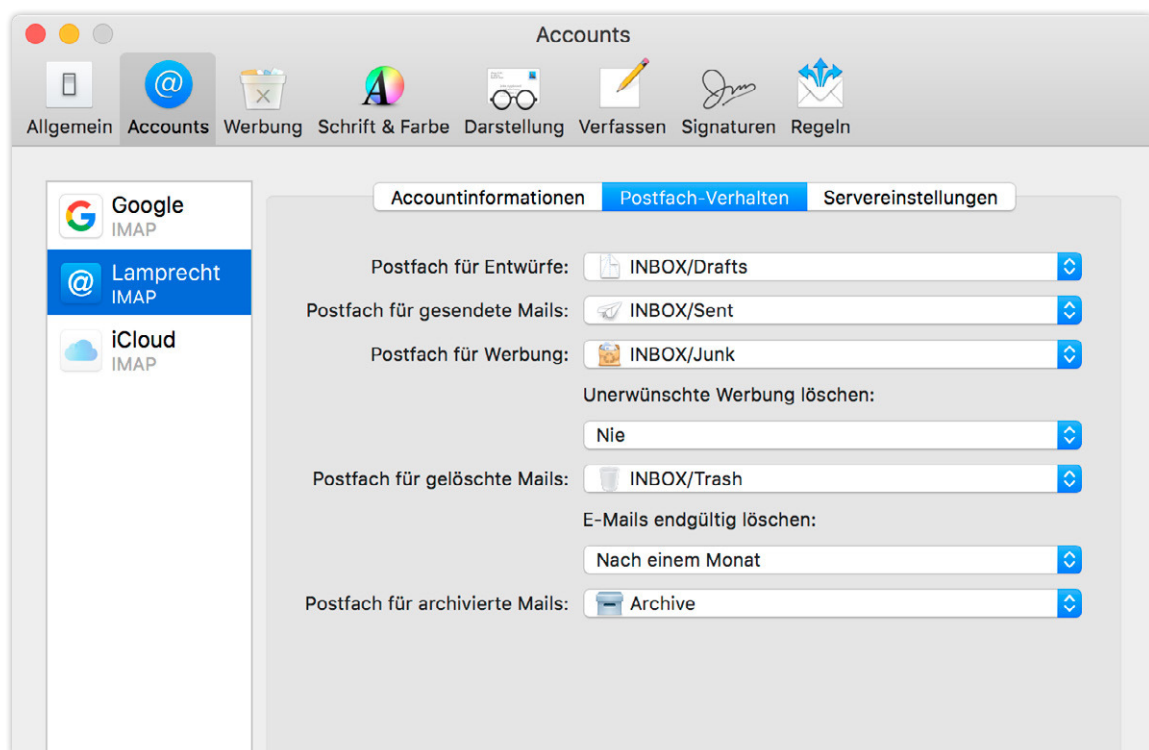 Accounts
Allgemein Accounts Werbung Schrift & Farbe Darstellung Verfassen Signaturen Regeln
Accountinformationen Postfach-Verhalten Servereinstellungen
Google
IMAP
Lamprecht
IMAP
iCloud
IMAP
Postfach für Entwürfe: INBOX/Drafts
Postfach für gesendete Mails: INBOX/Sent
Postfach für Werbung: INBOX/Junk
Unerwünschte Werbung löschen:
Nie
Postfach für gelöschte Mails: INBOX/Trash
E-Mails endgültig löschen:
Nach einem Monat
Postfach für archivierte Mails: Archive